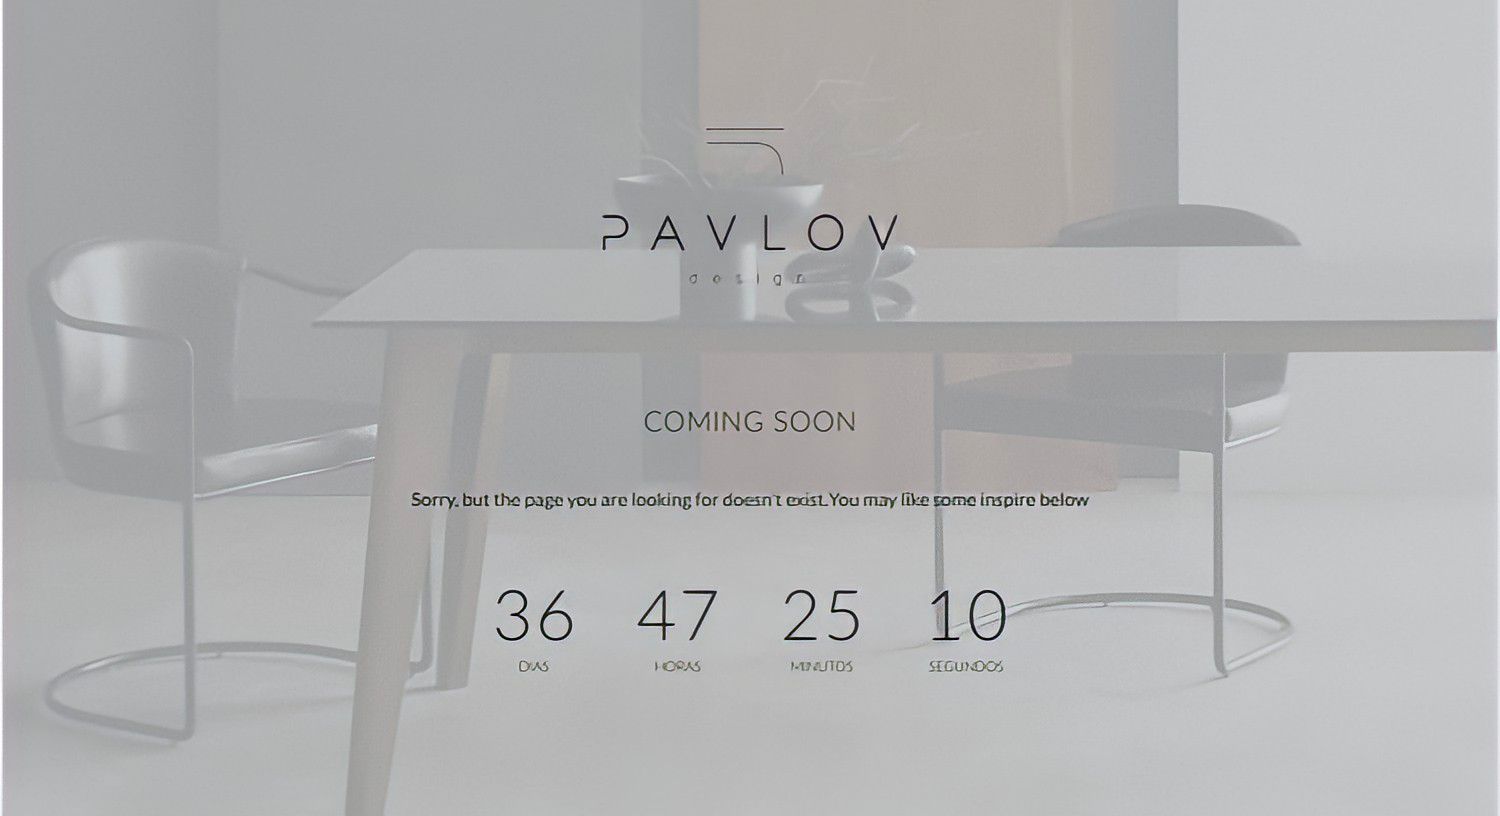 PAVLOV
design
COMING SOON
Sorry, but the page you are looking for doesn't exist. You may like some inspire below
36 47 25 10
DIAS HORAS MINUTOS SEGUNDOS